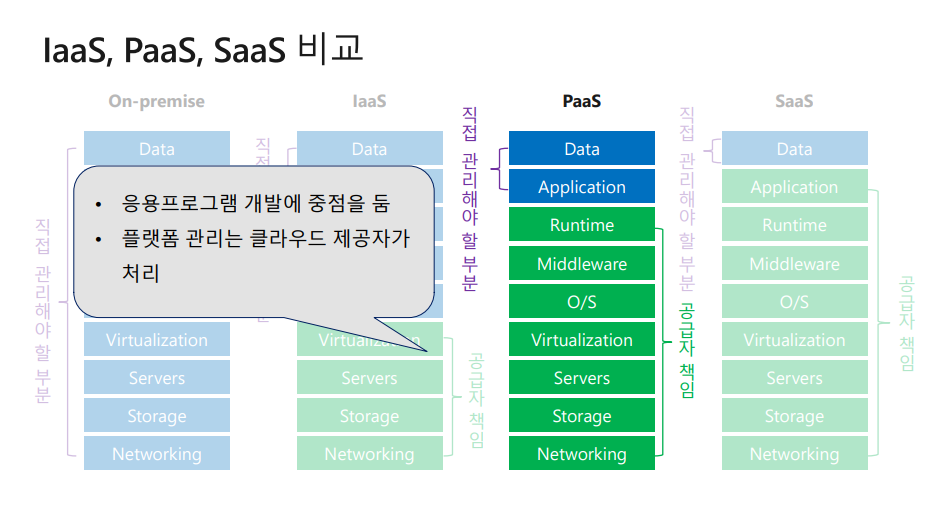 IaaS, PaaS, SaaS 비교
On-premise
직접 관리해야 할 부분
Data
• 응용프로그램 개발에 중점을 둠
• 플랫폼 관리는 클라우드 제공자가
처리
Virtualization
Servers
Storage
Networking
IaaS
직접
Data
Virtualization
Servers
Storage
Networking
공급자 책임
PaaS
직접 관리해야 할 부분
Data
Application
Runtime
Middleware
O/S
Virtualization
Servers
Storage
Networking
공급자 책임
SaaS
직접 관리해야 할 부분
Data
Application
Runtime
Middleware
O/S
Virtualization
Servers
Storage
Networking
공급자 책임